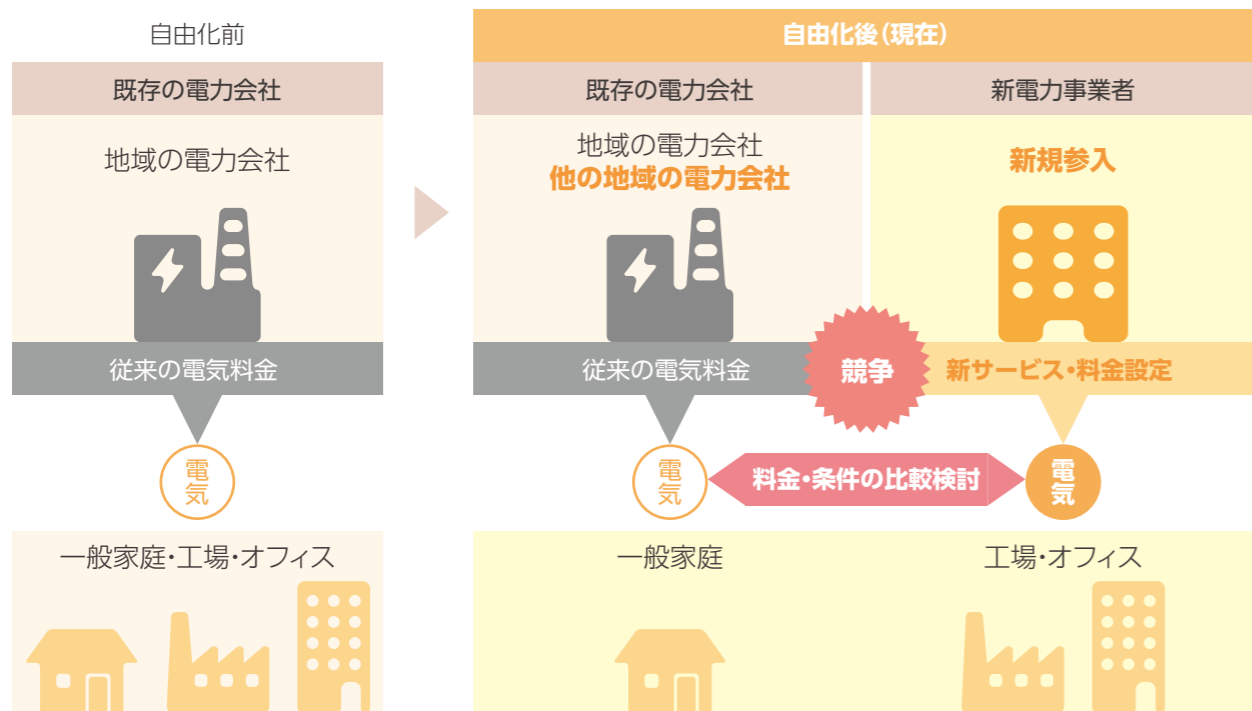 自由化前
既存の電力会社
地域の電力会社
従来の電気料金
電気
一般家庭・工場・オフィス
自由化後(現在)
既存の電力会社
新電力事業者
地域の電力会社
他の地域の電力会社
新規参入
従来の電気料金
競争
新サービス・料金設定
電気
料金・条件の比較検討
電気
一般家庭
工場・オフィス